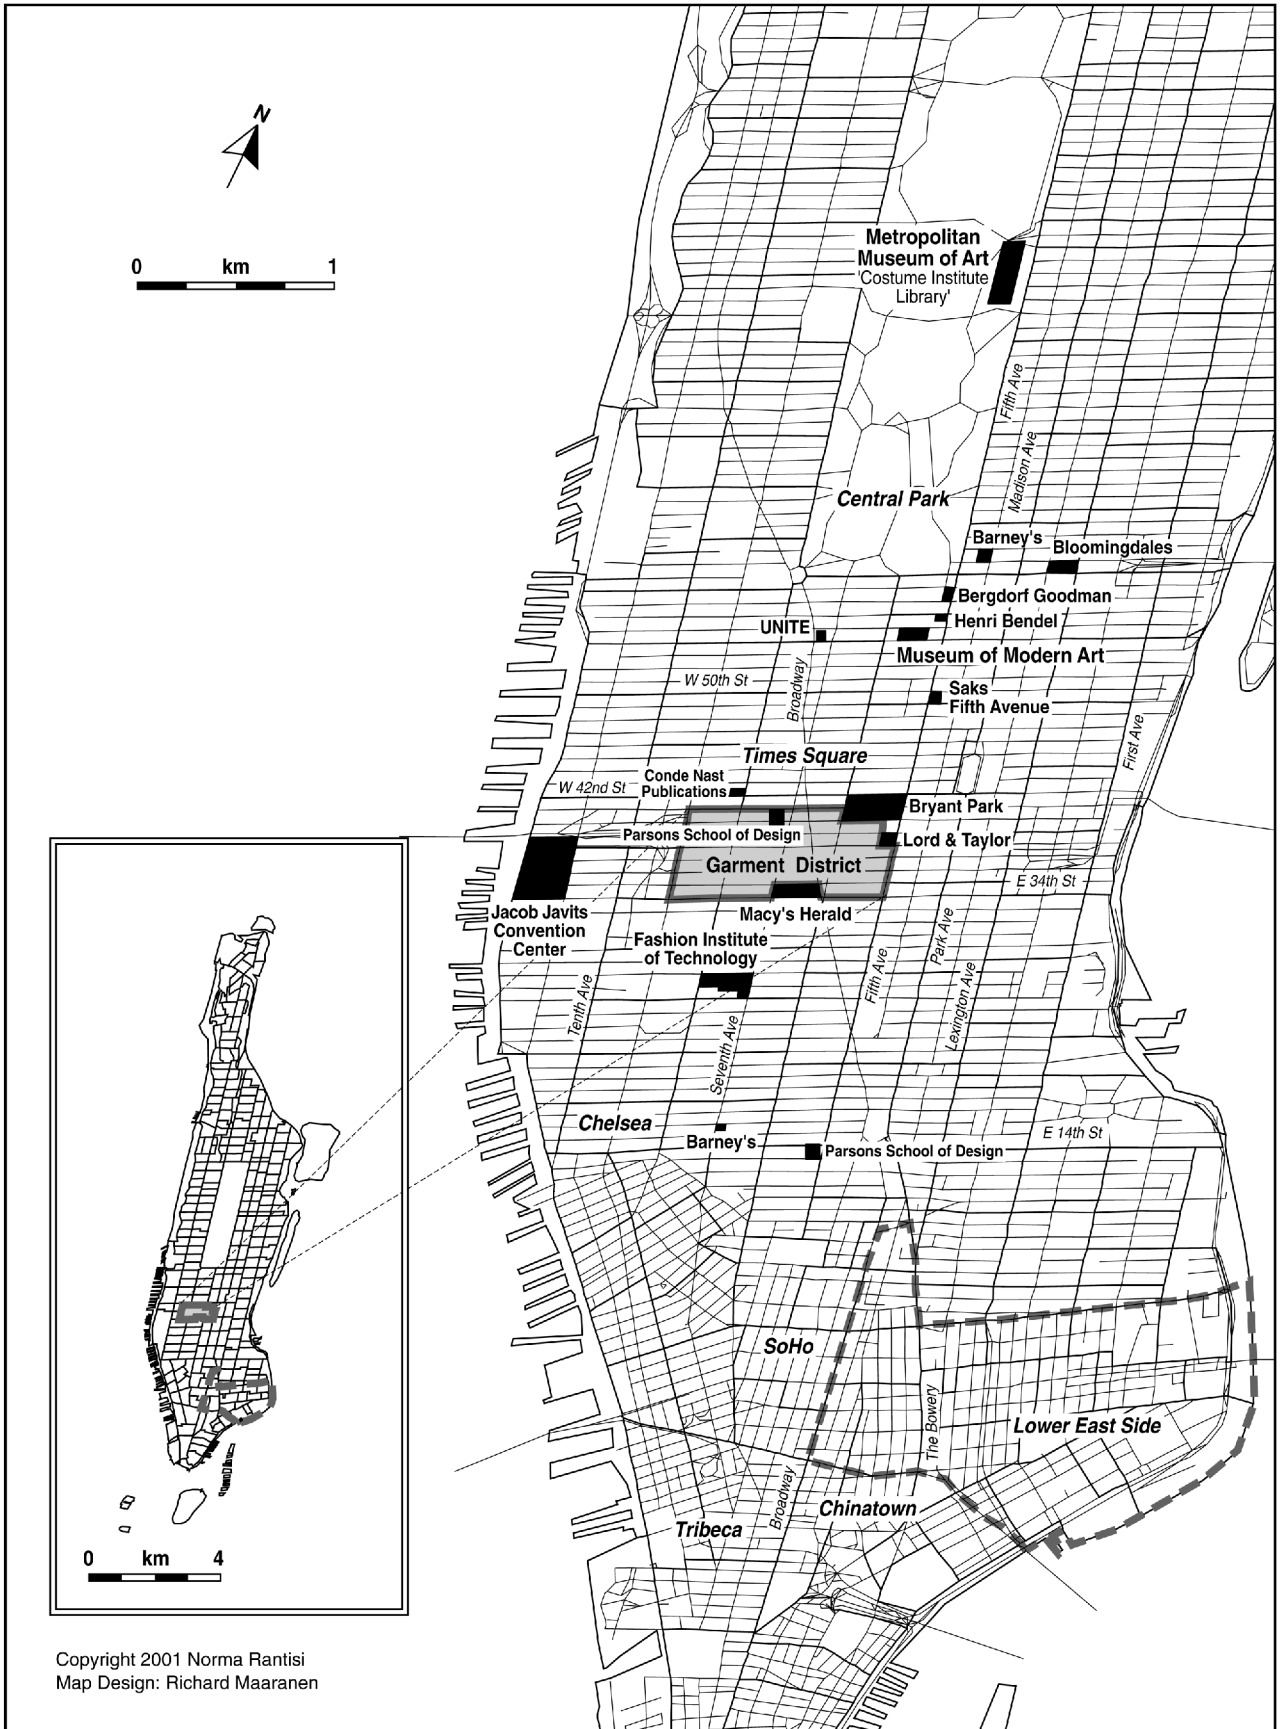 N
0 km 1
Metropolitan
Museum of Art
'Costume Institute
Library'
Fifth Ave
Madison Ave
Central Park
Barney's
Bloomingdales
Bergdorf Goodman
Henri Bendel
UNITE
Museum of Modern Art
W 50th St
Broadway
Saks
Fifth Avenue
First Ave
Times Square
Conde Nast
Publications
W 42nd St
Bryant Park
Parsons School of Design
Lord & Taylor
Garment District
E 34th St
Jacob Javits
Convention
Center
Macy's Herald
Fashion Institute
of Technology
Park Ave
Fifth Ave
Lexington Ave
Tenth Ave
Seventh Ave
Chelsea
Barney's
E 14th St
Parsons School of Design
SoHo
The Bowery
Lower East Side
Broadway
Chinatown
Tribeca
0 km 4
Copyright 2001 Norma Rantisi
Map Design: Richard Maaranen